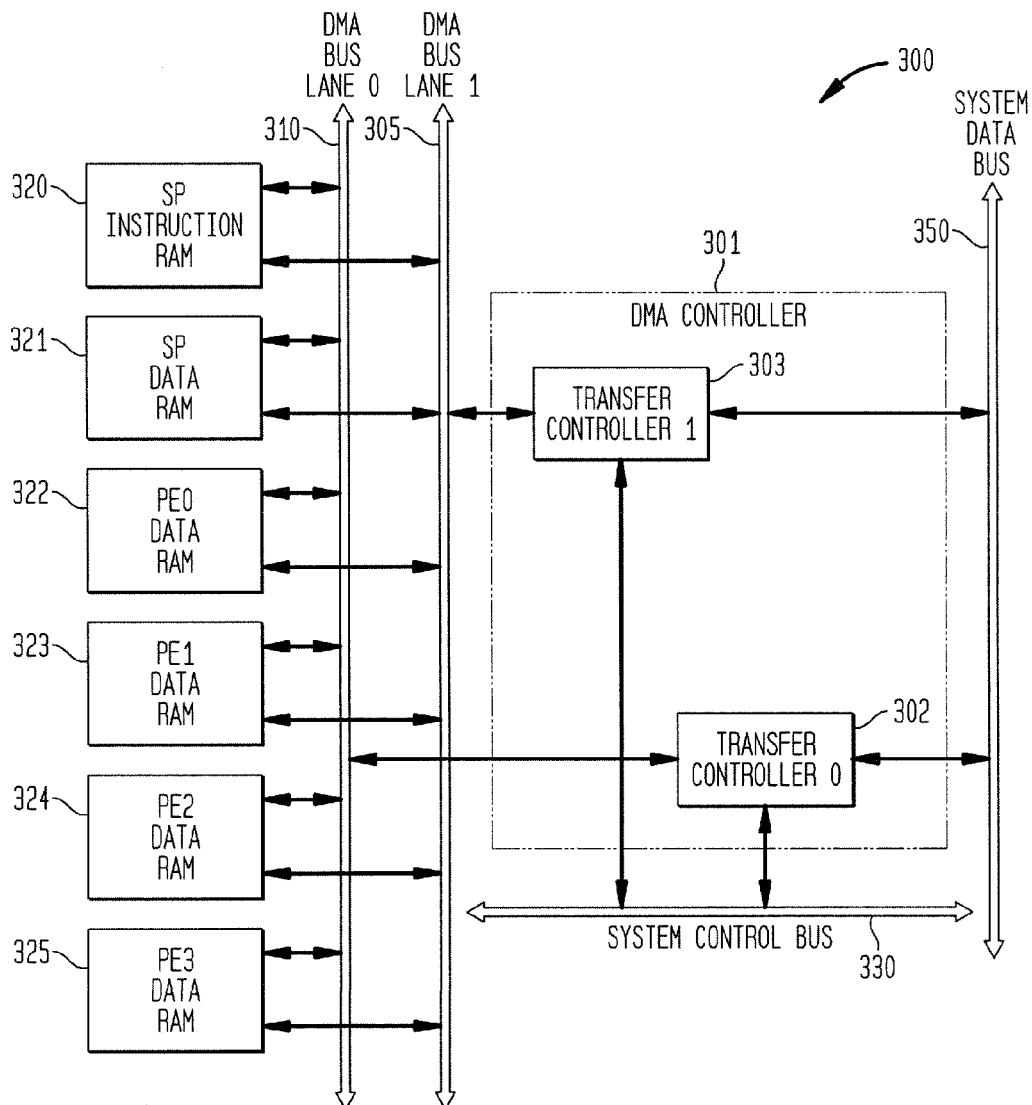 DMA
BUS
LANE 0
DMA
BUS
LANE 1
300
SYSTEM
DATA
BUS
310
305
320
SP
INSTRUCTION
RAM
350
301
DMA CONTROLLER
321
SP
DATA
RAM
303
TRANSFER
CONTROLLER 1
322
PE0
DATA
RAM
323
PE1
DATA
RAM
302
TRANSFER
CONTROLLER 0
324
PE2
DATA
RAM
SYSTEM CONTROL BUS
330
325
PE3
DATA
RAM